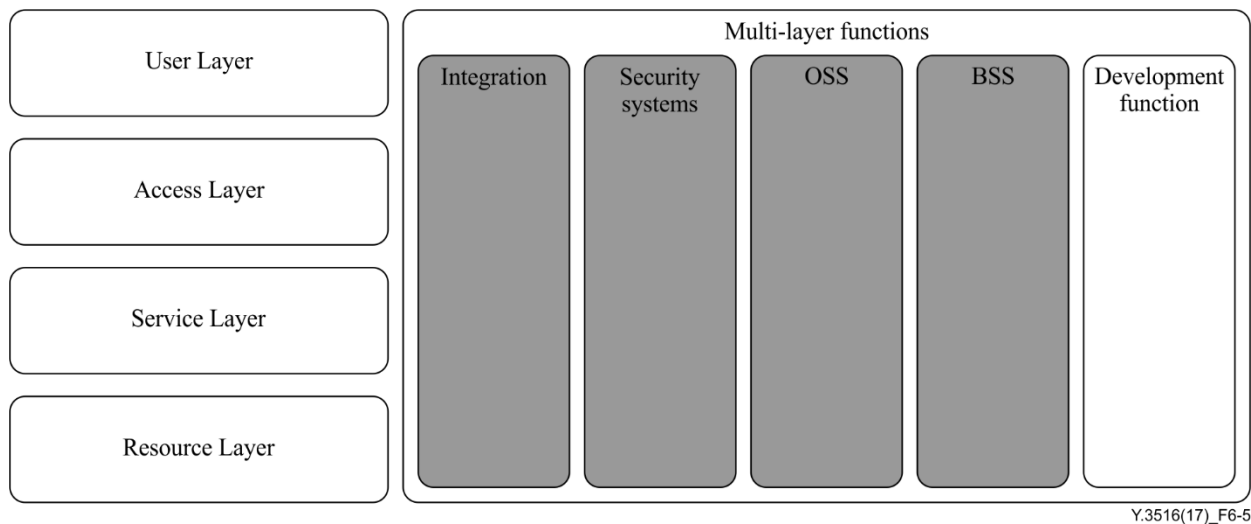 User Layer
Access Layer
Service Layer
Resource Layer
Multi-layer functions
Integration
Security
systems
OSS
BSS
Development
function
Y.3516(17)_F6-5